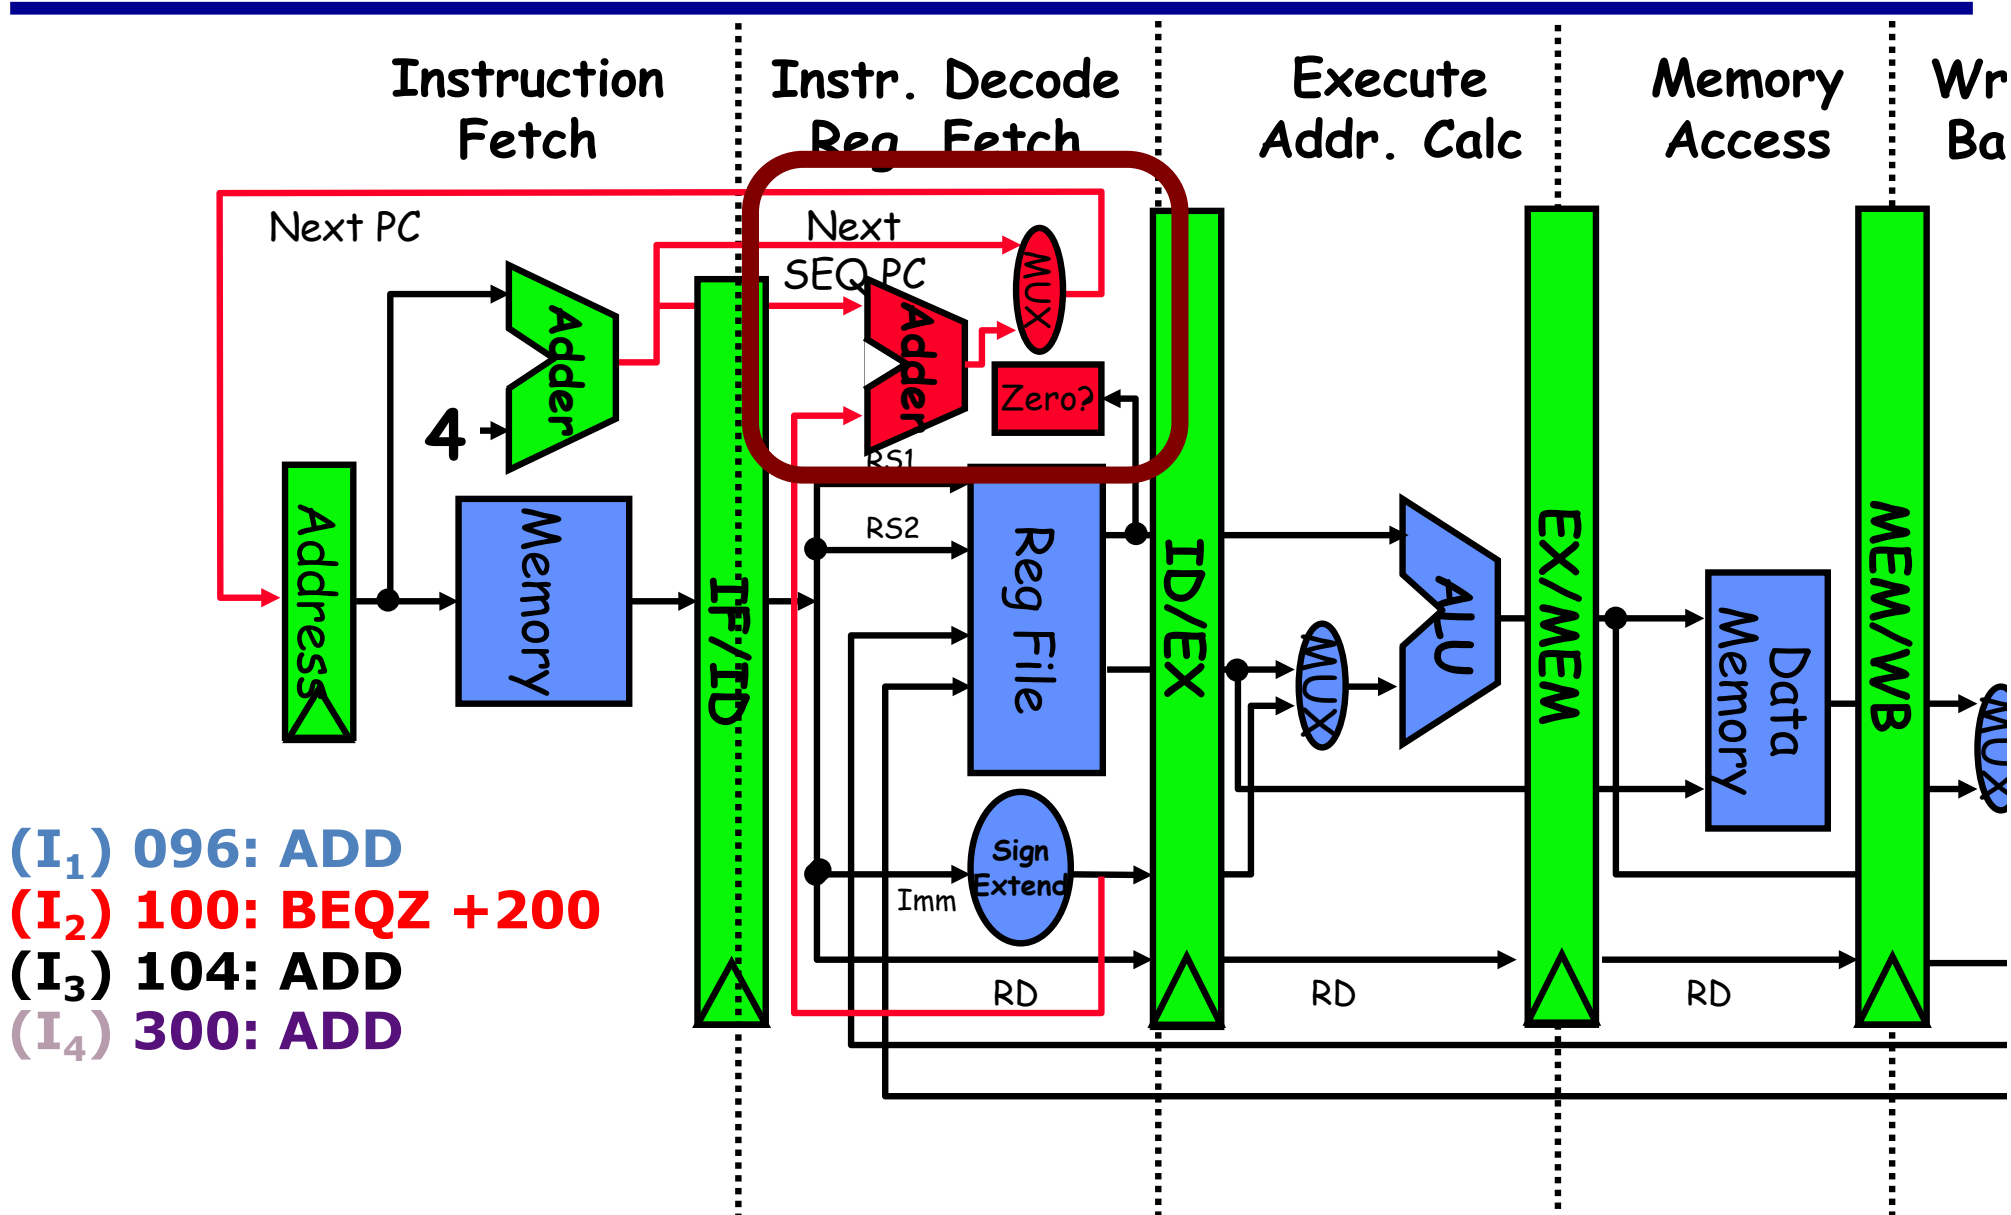 Instruction
Fetch
Instr. Decode
Reg. Fetch
Execute
Addr. Calc
Memory
Access
Wr
Ba
Next PC
Next
SEQ PC
MUX
Adder
Adder
Zero?
4
RS1
RS2
Address
Memory
IF/ID
Reg File
ID/EX
MUX
ALU
EX/MEM
Data
Memory
MEM/WB
MUX
Sign
Extend
Imm
RD
RD
RD
(I1) 096: ADD
(I2) 100: BEQZ +200
(I3) 104: ADD
(I4) 300: ADD